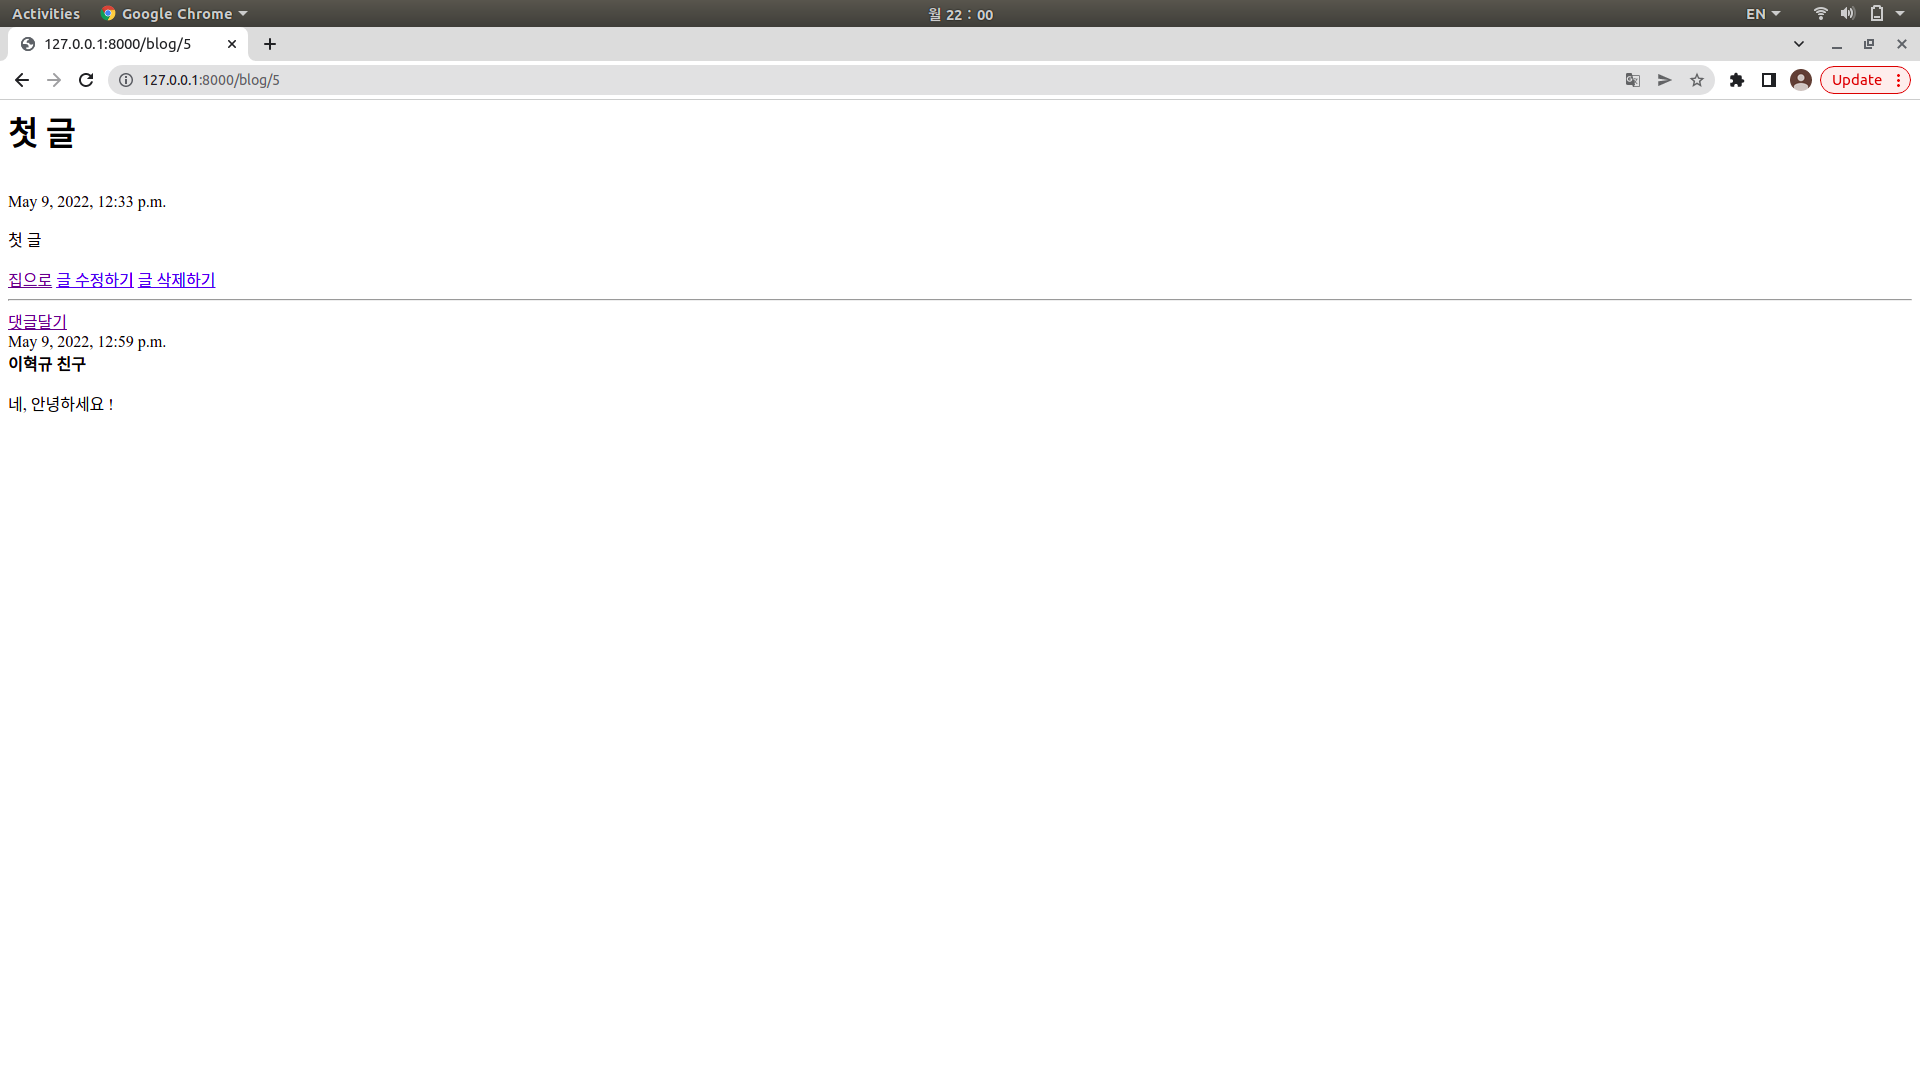 Activities Google Chrome 월 22 : 00 EN
127.0.0.1:8000/blog/5
127.0.0.1:8000/blog/5 Update
첫 글
May 9, 2022, 12:33 p.m.
첫 글
집으로 글 수정하기 글 삭제하기
댓글달기
May 9, 2022, 12:59 p.m.
이혁규 친구
네, 안녕하세요 !